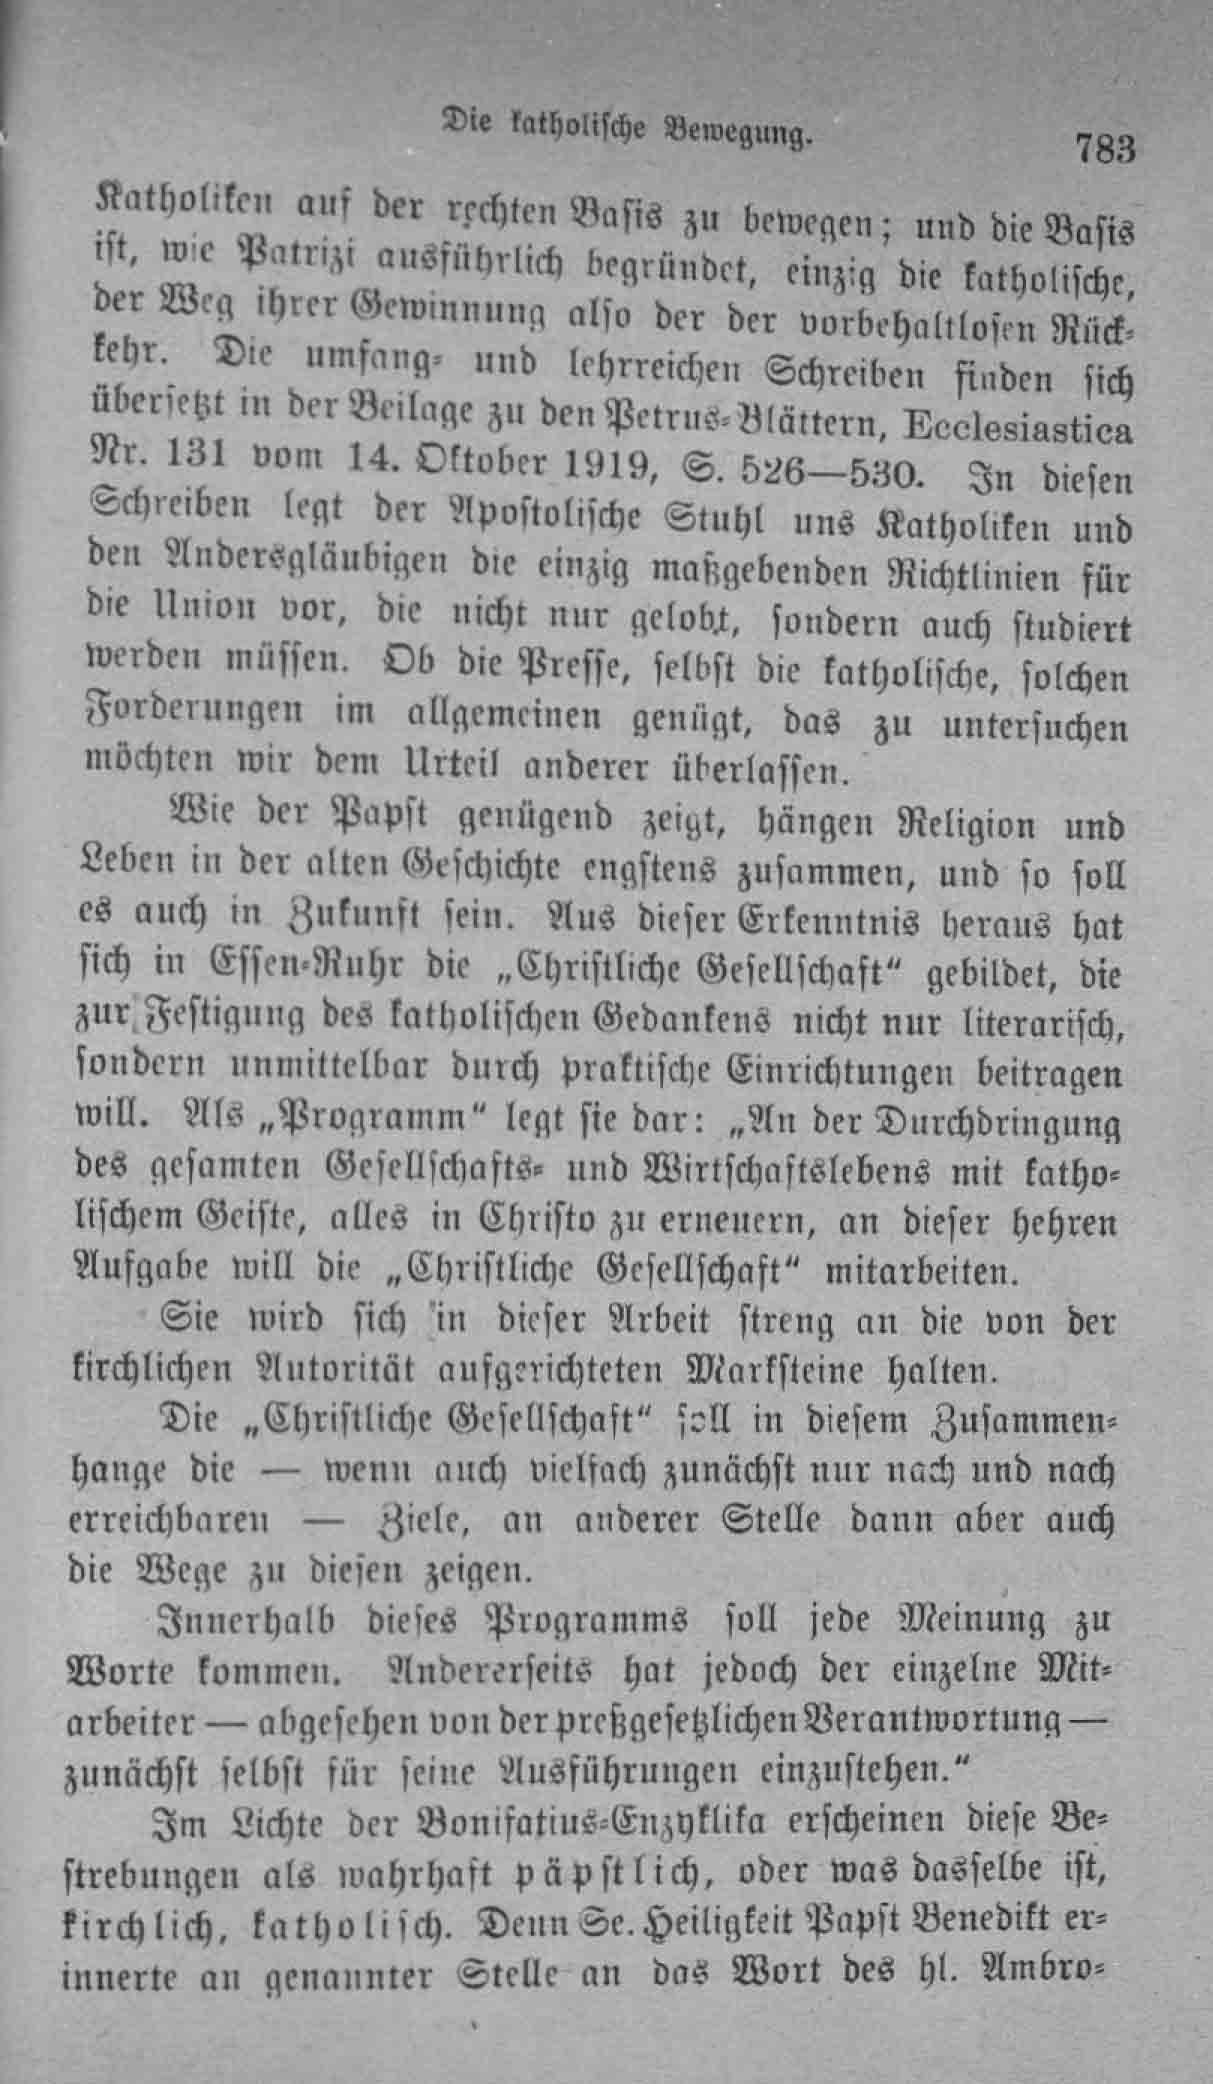 Die katholische Bewegung.
783
Katholiken auf der rechten Basis zu bewegen; und die Basis
ist, wie Patrizi ausführlich begründet, einzig die katholische,
der Weg ihrer Gewinnung also der der vorbehaltlosen Rück-
kehr. Die umfang- und lehrreichen Schreiben finden sich
übersetzt in der Beilage zu den Petrus-Blättern, Ecclesiastica
Nr. 131 vom 14. Oktober 1919, S. 526—530. In diesen
Schreiben legt der Apostolische Stuhl uns Katholiken und
den Andersgläubigen die einzig maßgebenden Richtlinien für
die Union vor, die nicht nur gelobt, sondern auch studiert
werden müssen. Ob die Presse, selbst die katholische, solchen
Forderungen im allgemeinen genügt, das zu untersuchen
möchten wir dem Urteil anderer überlassen.
Wie der Papst genügend zeigt, hängen Religion und
Leben in der alten Geschichte engstens zusammen, und so soll
es auch in Zukunft sein. Aus dieser Erkenntnis heraus hat
sich in Essen-Ruhr die „Christliche Gesellschaft“ gebildet, die
zur Festigung des katholischen Gedankens nicht nur literarisch,
sondern unmittelbar durch praktische Einrichtungen beitragen
will. Als „Programm“ legt sie dar: „An der Durchdringung
des gesamten Gesellschafts- und Wirtschaftslebens mit katho-
lischem Geiste, alles in Christo zu erneuern, an dieser hehren
Aufgabe will die „Christliche Gesellschaft“ mitarbeiten.
Sie wird sich in dieser Arbeit streng an die von der
kirchlichen Autorität aufgerichteten Marksteine halten.
Die „Christliche Gesellschaft“ soll in diesem Zusammen-
hange die — wenn auch vielfach zunächst nur nach und nach
erreichbaren — Ziele, an anderer Stelle dann aber auch
die Wege zu diesen zeigen.
Innerhalb dieses Programms soll jede Meinung zu
Worte kommen. Andererseits hat jedoch der einzelne Mit-
arbeiter — abgesehen von der preßgesetzlichen Verantwortung —
zunächst selbst für seine Ausführungen einzustehen.“
Im Lichte der Bonifatius-Enzyklika erscheinen diese Be-
strebungen als wahrhaft päpstlich, oder was dasselbe ist,
kirchlich, katholisch. Denn Se. Heiligkeit Papst Benedikt er-
innerte an genannter Stelle an das Wort des hl. Ambro-